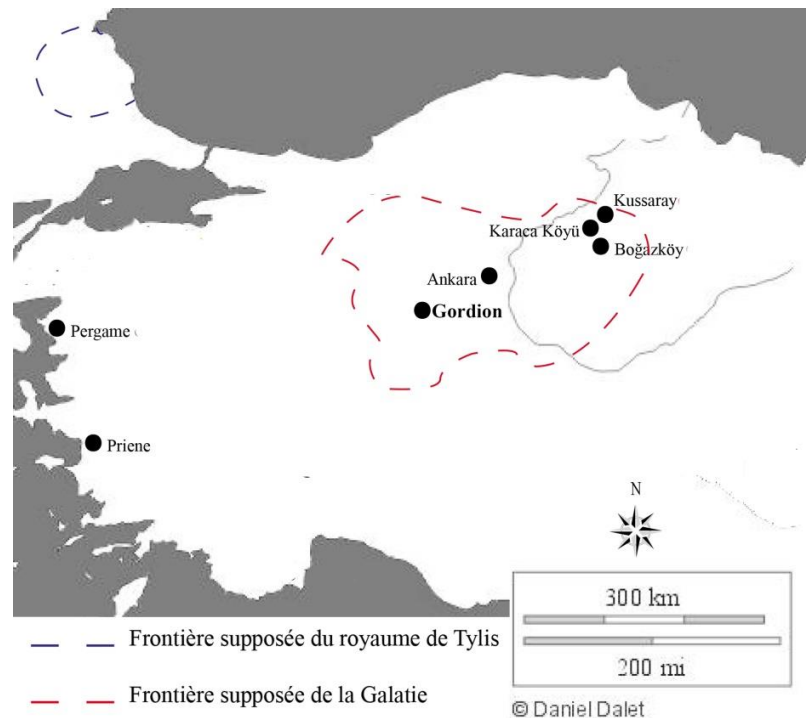 Kussaray
Karaca Köyü
Boğazköy
Ankara
Gordion
Pergame
Priene
N
300 km
200 mi
Frontière supposée du royaume de Tylis
Frontière supposée de la Galatie
© Daniel Dalet